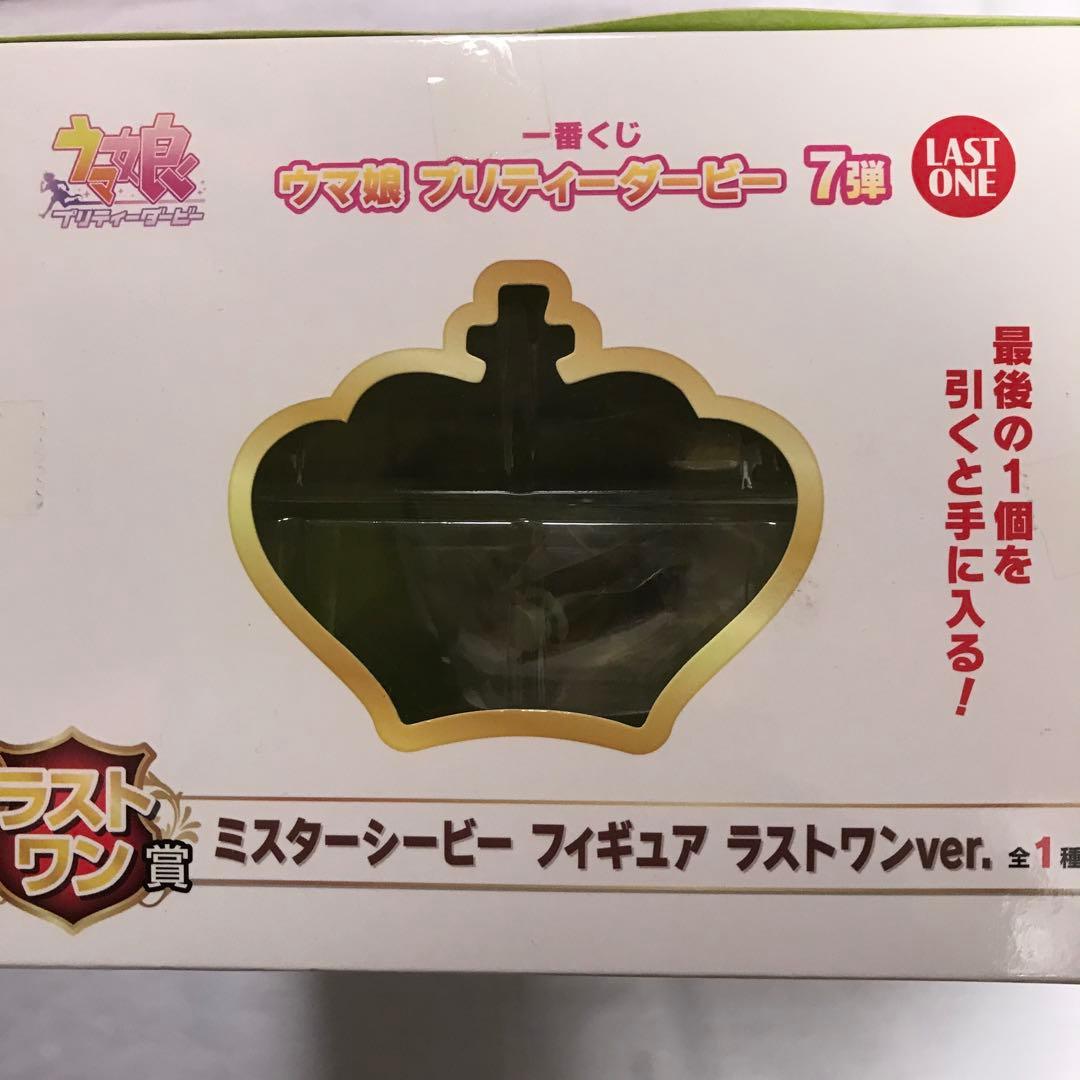 ウマ娘
プリティーダービー
一番くじ
ウマ娘 プリティーダービー 7弾
LAST
ONE
最後の1個を
引くと手に入る！
ラスト
ワン
賞
ミスターシービー フィギュア ラストワンver. 全1種